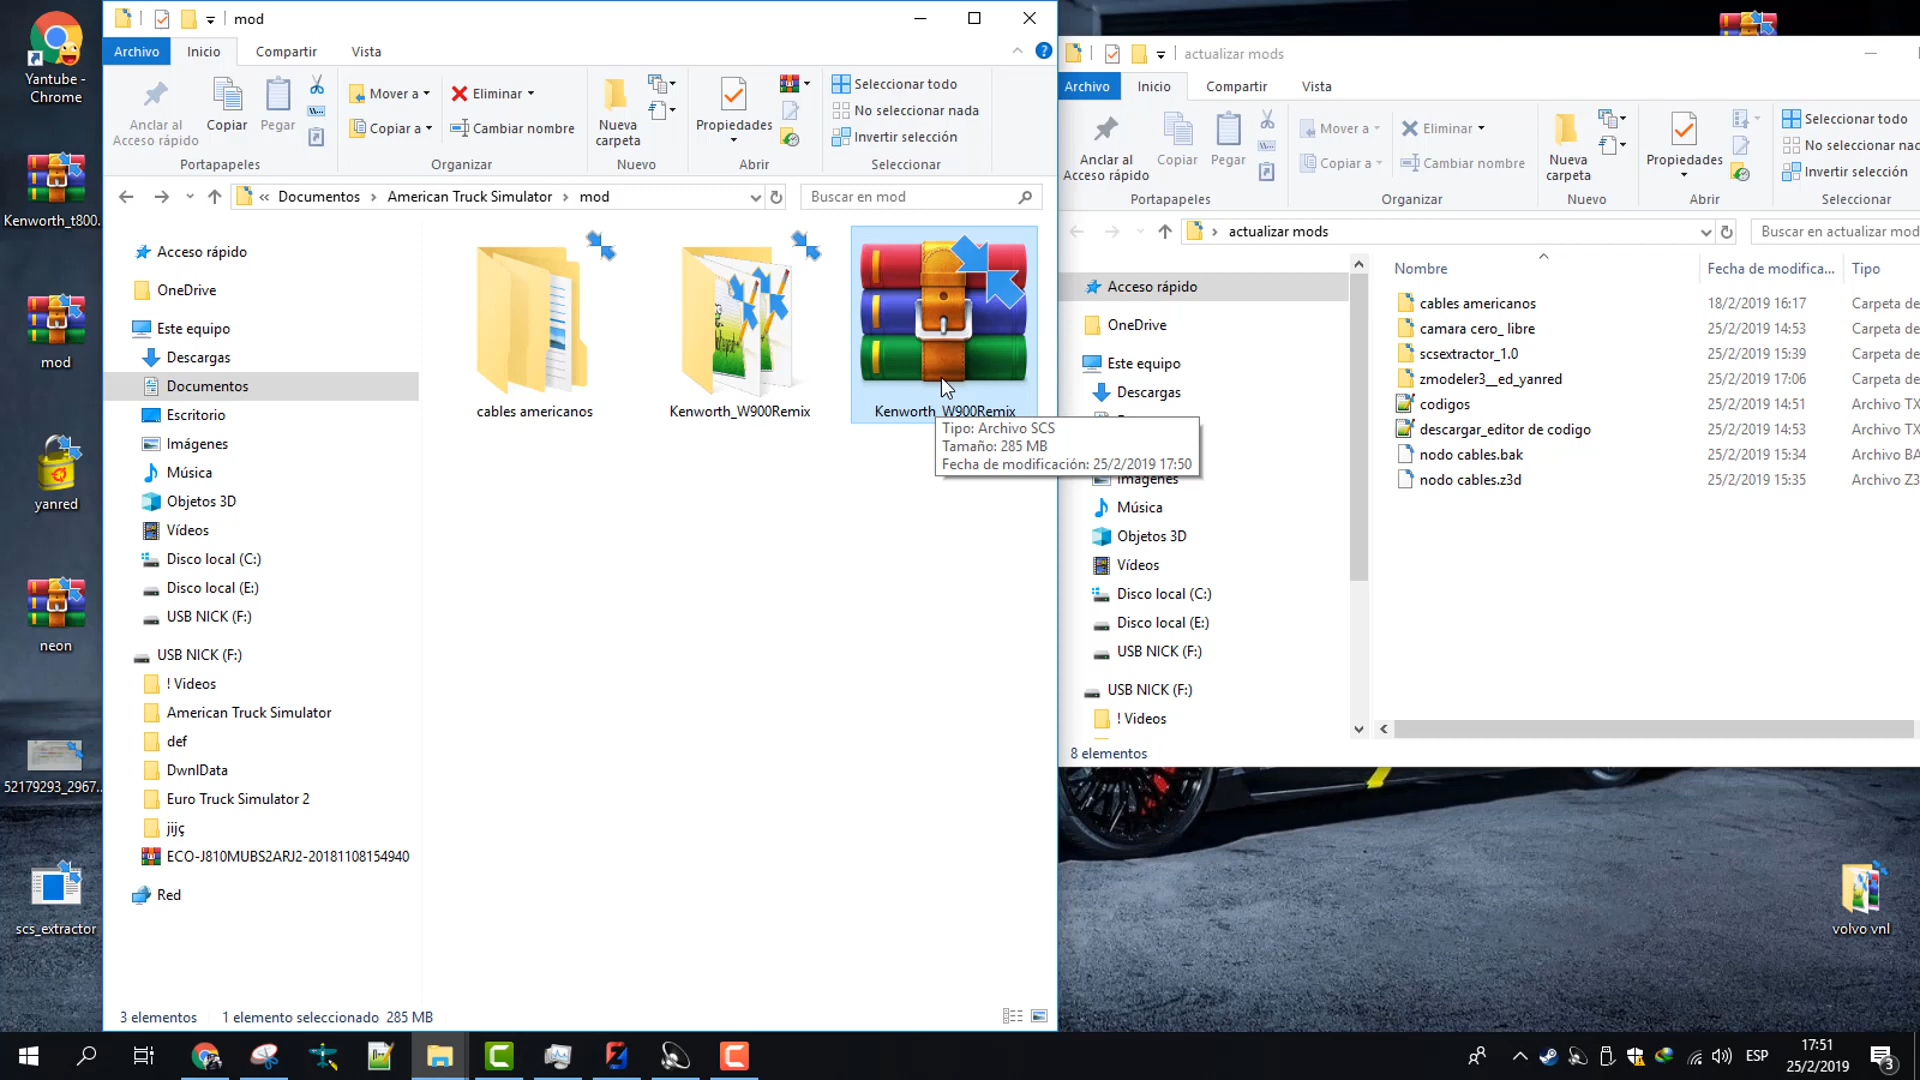 Yantube -
Chrome
Kenworth_t800.
mod
yanred
neon
52179293_2967...
scs_extractor
mod
Archivo
Inicio
Compartir
Vista
Anclar al
Acceso rápido
Copiar
Pegar
Mover a
Copiar a
Eliminar
Cambiar nombre
Nueva
carpeta
Propiedades
Seleccionar todo
No seleccionar nada
Invertir selección
Portapapeles
Organizar
Nuevo
Abrir
Seleccionar
« Documentos › American Truck Simulator › mod
Buscar en mod
Acceso rápido
OneDrive
Este equipo
Descargas
Documentos
Escritorio
Imágenes
Música
Objetos 3D
Vídeos
Disco local (C:)
Disco local (E:)
USB NICK (F:)
USB NICK (F:)
! Videos
American Truck Simulator
def
DwnlData
Euro Truck Simulator 2
jijç
ECO-J810MUBS2ARJ2-20181108154940
Red
cables americanos
Kenworth_W900Remix
Kenworth_W900Remix
Tipo: Archivo SCS
Tamaño: 285 MB
Fecha de modificación: 25/2/2019 17:50
3 elementos
1 elemento seleccionado 285 MB
actualizar mods
Archivo
Inicio
Compartir
Vista
Anclar al
Acceso rápido
Copiar
Pegar
Mover a
Copiar a
Eliminar
Cambiar nombre
Nueva
carpeta
Propiedades
Seleccionar todo
No seleccionar nac
Invertir selección
Portapapeles
Organizar
Nuevo
Abrir
Seleccionar
› actualizar mods
Buscar en actualizar mod
Acceso rápido
OneDrive
Este equipo
Descargas
Imágenes
Música
Objetos 3D
Vídeos
Disco local (C:)
Disco local (E:)
USB NICK (F:)
USB NICK (F:)
! Videos
Nombre
Fecha de modifica...
Tipo
cables americanos 18/2/2019 16:17 Carpeta de
camara cero_ libre 25/2/2019 14:53 Carpeta de
scsextractor_1.0 25/2/2019 15:39 Carpeta de
zmodeler3__ed_yanred 25/2/2019 17:06 Carpeta de
codigos 25/2/2019 14:51 Archivo TX
descargar_editor de codigo 25/2/2019 14:53 Archivo TX
nodo cables.bak 25/2/2019 15:34 Archivo BA
nodo cables.z3d 25/2/2019 15:35 Archivo Z3
8 elementos
volvo vnl
ESP
17:51
25/2/2019
3